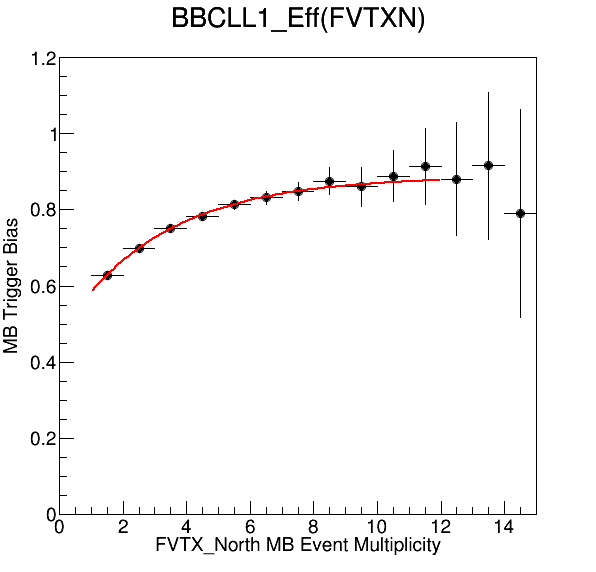 BBCLL1_Eff(FVTXN)
1.2
1
0.8
0.6
0.4
0.2
0
MB Trigger Bias
0 2 4 6 8 10 12 14
FVTX_North MB Event Multiplicity